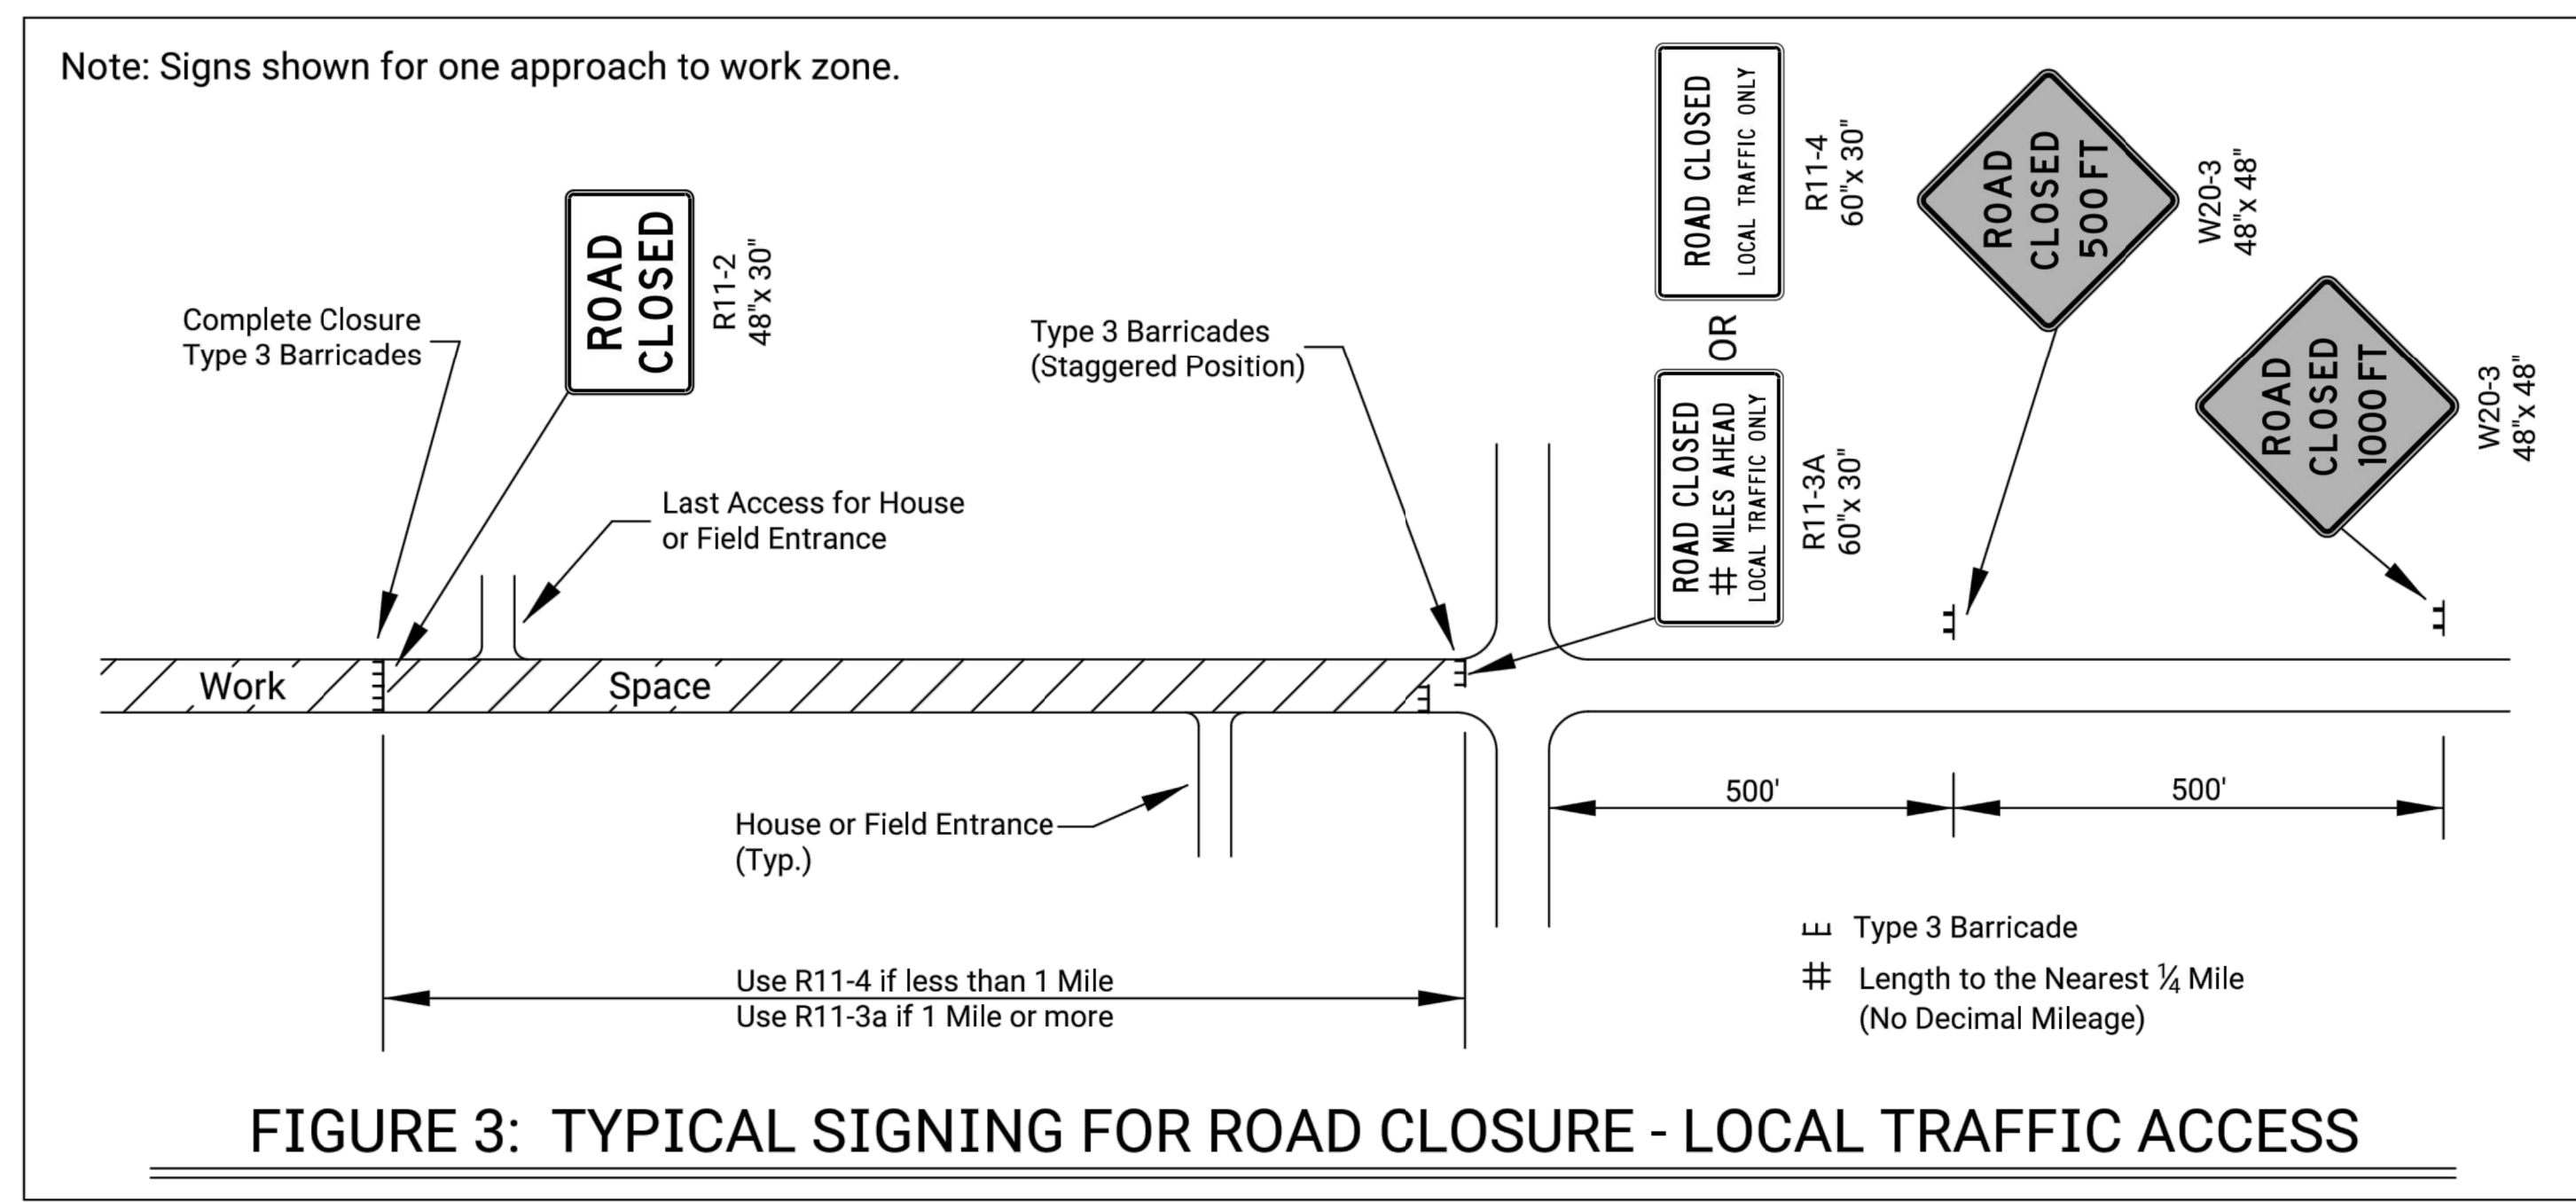 Note: Signs shown for one approach to work zone.
Complete Closure
Type 3 Barricades
ROAD
CLOSED
R11-2
48"x 30"
Last Access for House
or Field Entrance
Type 3 Barricades
(Staggered Position)
ROAD CLOSED
LOCAL TRAFFIC ONLY
R11-4
60"x 30"
OR
ROAD CLOSED
# MILES AHEAD
LOCAL TRAFFIC ONLY
R11-3A
60"x 30"
ROAD
CLOSED
500 FT
W20-3
48"x 48"
ROAD
CLOSED
1000 FT
W20-3
48"x 48"
Work
Space
House or Field Entrance
(Typ.)
500'
500'
Use R11-4 if less than 1 Mile
Use R11-3a if 1 Mile or more
Type 3 Barricade
# Length to the Nearest ¼ Mile
(No Decimal Mileage)
FIGURE 3: TYPICAL SIGNING FOR ROAD CLOSURE - LOCAL TRAFFIC ACCESS